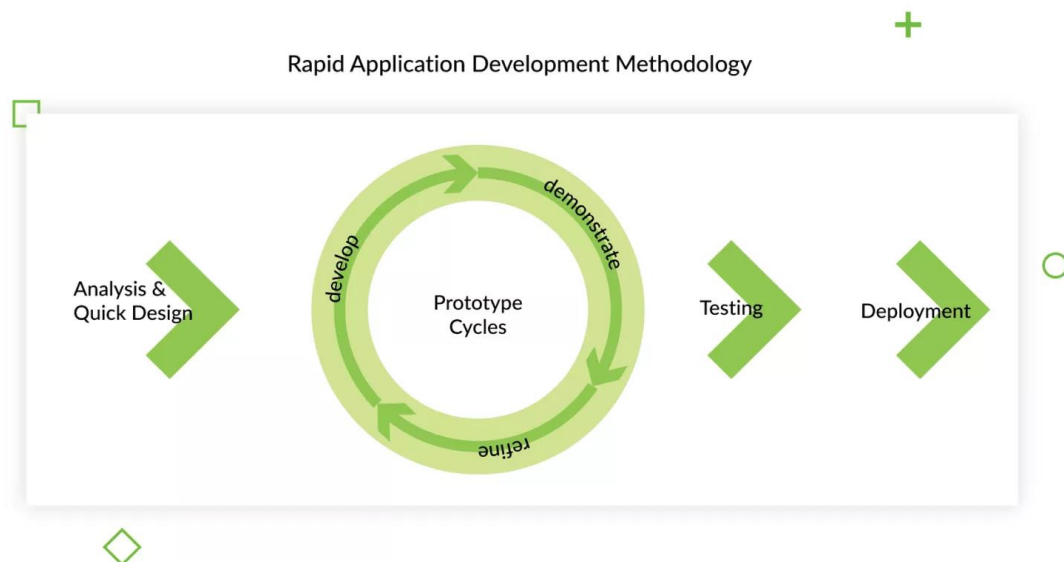 Rapid Application Development Methodology
Analysis &
Quick Design
develop
demonstrate
refine
Prototype
Cycles
Testing
Deployment